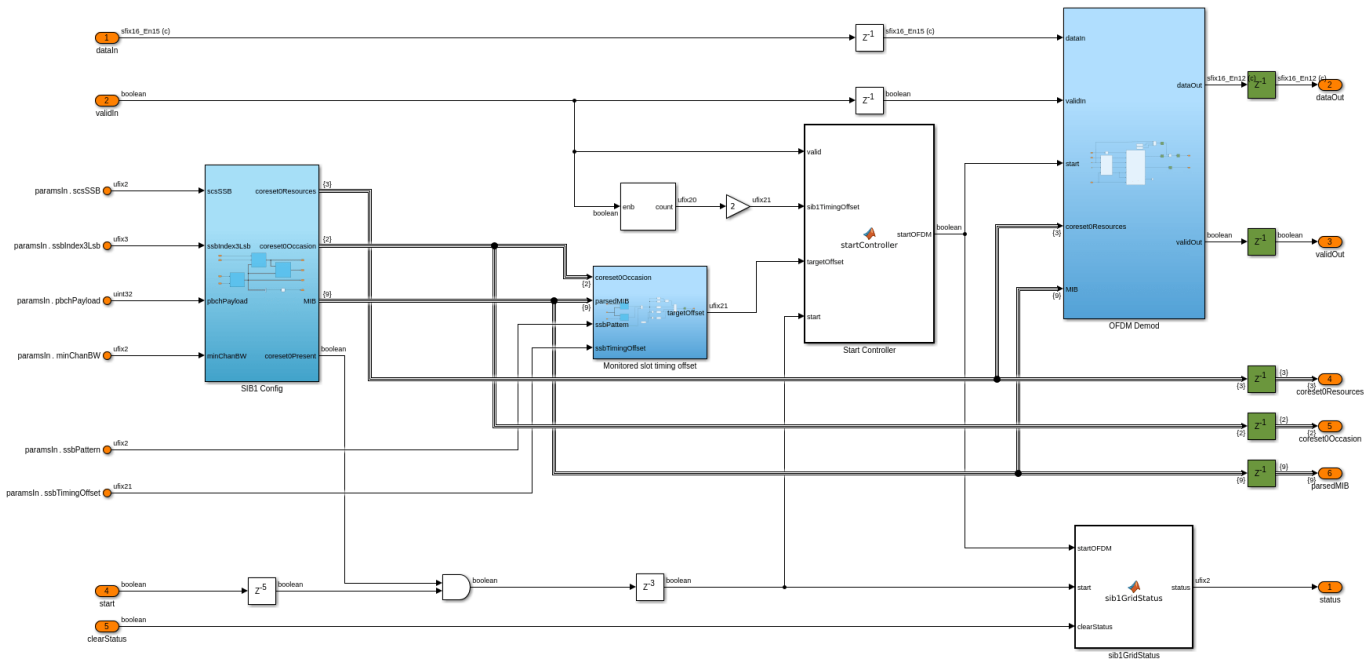 1
sfix16_En15 (c)
dataIn
Z-1
sfix16_En15 (c)
2
boolean
validIn
Z-1
boolean
dataIn
validIn
start
coreset0Resources
{3}
MIB
{9}
dataOut
validOut
OFDM Demod
sfix16_En12 (c)
Z-1
sfix16_En12 (c)
2
dataOut
boolean
Z-1
boolean
3
validOut
paramsIn . scsSSB
ufix2
paramsIn . ssbIndex3Lsb
ufix3
paramsIn . pbchPayload
uint32
paramsIn . minChanBW
ufix2
scsSSB
ssbIndex3Lsb
pbchPayload
minChanBW
coreset0Resources
coreset0Occasion
MIB
coreset0Present
SIB1 Config
{3}
{2}
{9}
boolean
boolean
enb
count
ufix20
2
ufix21
coreset0Occasion
{2}
parsedMIB
{9}
ssbPattern
ssbTimingOffset
targetOffset
Monitored slot timing offset
ufix21
valid
sib1TimingOffset
targetOffset
start
startController
startOFDM
Start Controller
boolean
{3}
Z-1
{3}
{3}
4
coreset0Resources
{2}
Z-1
{2}
{2}
5
coreset0Occasion
{9}
Z-1
{9}
{9}
6
parsedMIB
paramsIn . ssbPattern
ufix2
paramsIn . ssbTimingOffset
ufix21
4
boolean
start
Z-5
boolean
boolean
Z-3
boolean
5
boolean
clearStatus
startOFDM
start
clearStatus
sib1GridStatus
status
sib1GridStatus
ufix2
1
status